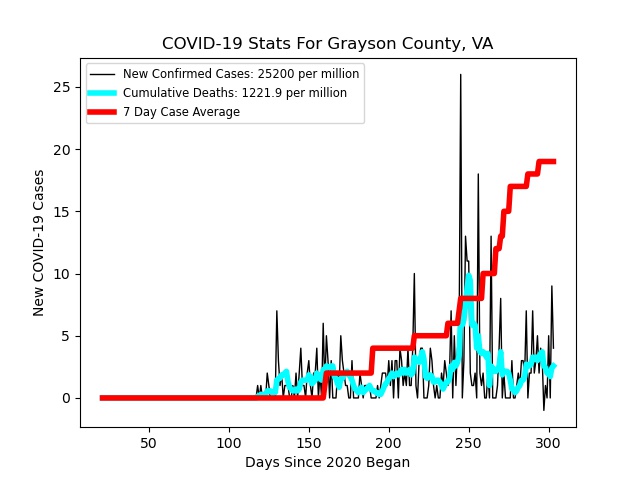 COVID-19 Stats For Grayson County, VA
New Confirmed Cases: 25200 per million
Cumulative Deaths: 1221.9 per million
7 Day Case Average
New COVID-19 Cases
25
20
15
10
5
0
50 100 150 200 250 300
Days Since 2020 Began